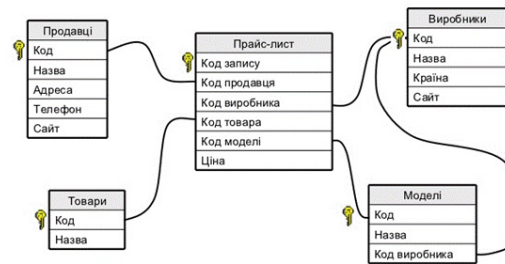 Продавці
Код
Назва
Адреса
Телефон
Сайт
Прайс-лист
Код запису
Код продавця
Код виробника
Код товара
Код моделі
Ціна
Виробники
Код
Назва
Країна
Сайт
Товари
Код
Назва
Моделі
Код
Назва
Код виробника